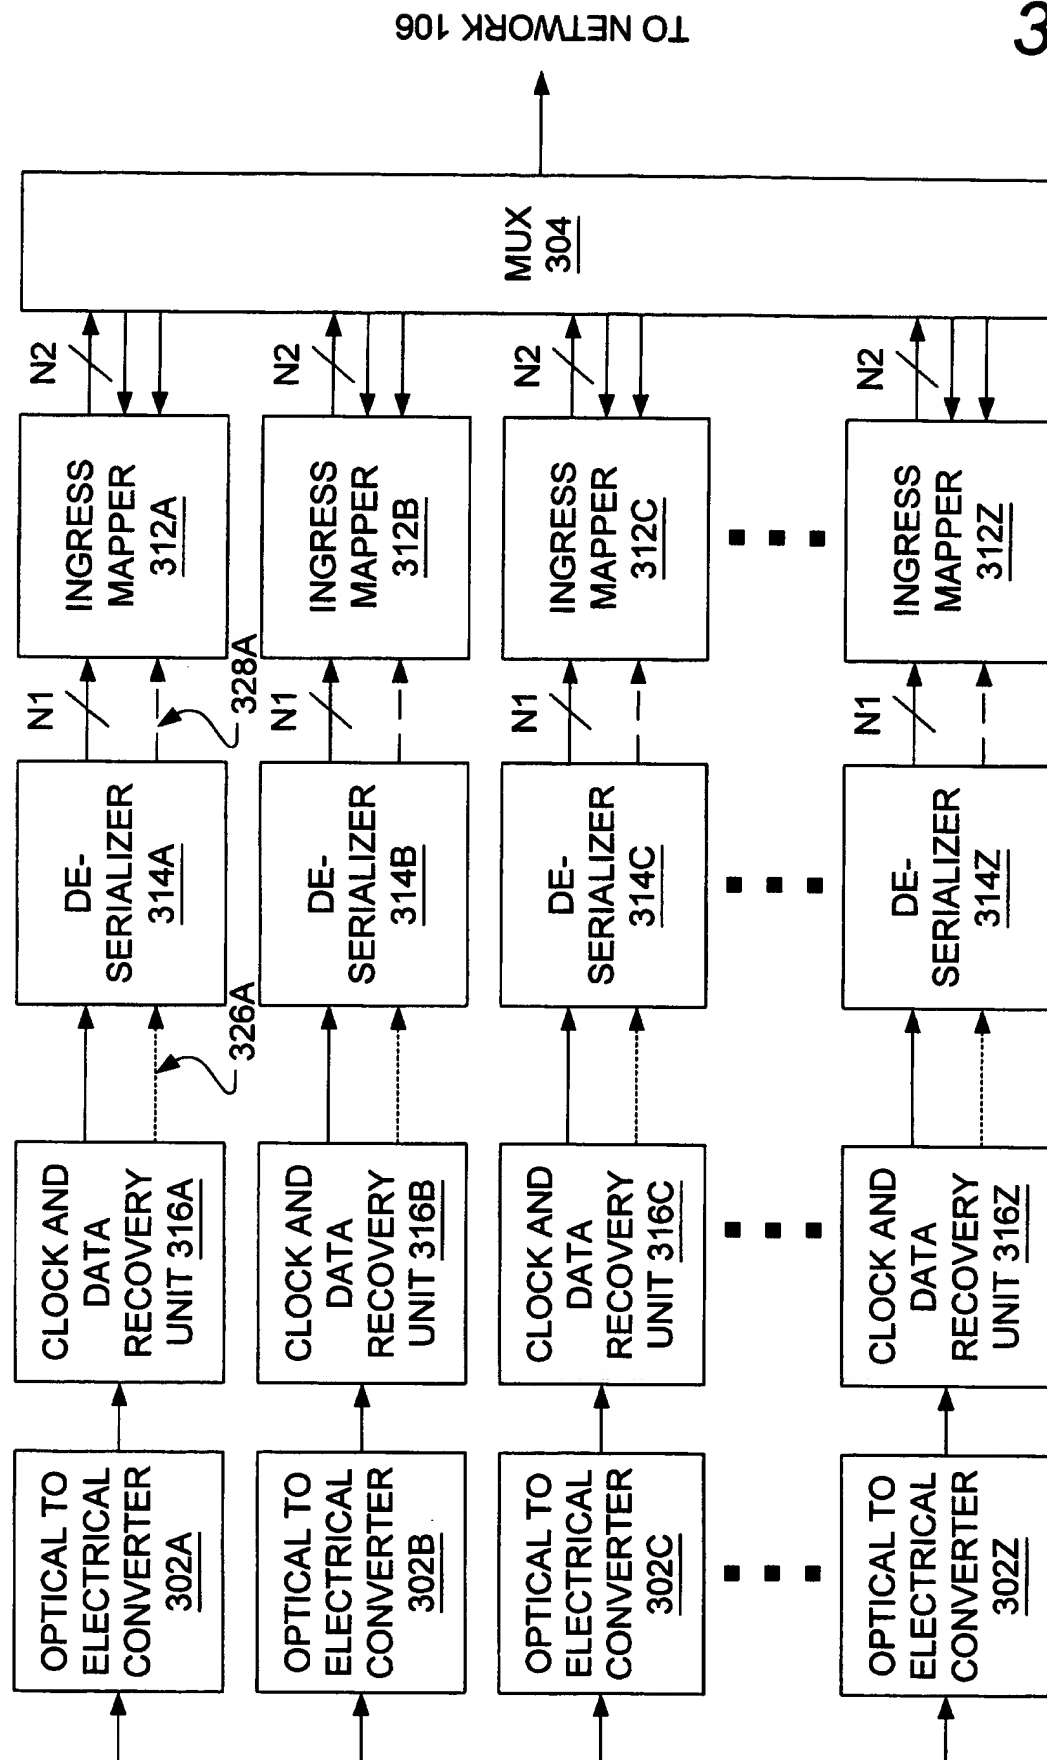 OPTICAL TO
ELECTRICAL
CONVERTER
302A
CLOCK AND
DATA
RECOVERY
UNIT 316A
326A
DE-
SERIALIZER
314A
N1
328A
INGRESS
MAPPER
312A
N2
OPTICAL TO
ELECTRICAL
CONVERTER
302B
CLOCK AND
DATA
RECOVERY
UNIT 316B
DE-
SERIALIZER
314B
N1
INGRESS
MAPPER
312B
N2
OPTICAL TO
ELECTRICAL
CONVERTER
302C
CLOCK AND
DATA
RECOVERY
UNIT 316C
DE-
SERIALIZER
314C
N1
INGRESS
MAPPER
312C
N2
OPTICAL TO
ELECTRICAL
CONVERTER
302Z
CLOCK AND
DATA
RECOVERY
UNIT 316Z
DE-
SERIALIZER
314Z
N1
INGRESS
MAPPER
312Z
N2
MUX
304
TO NETWORK 106
3